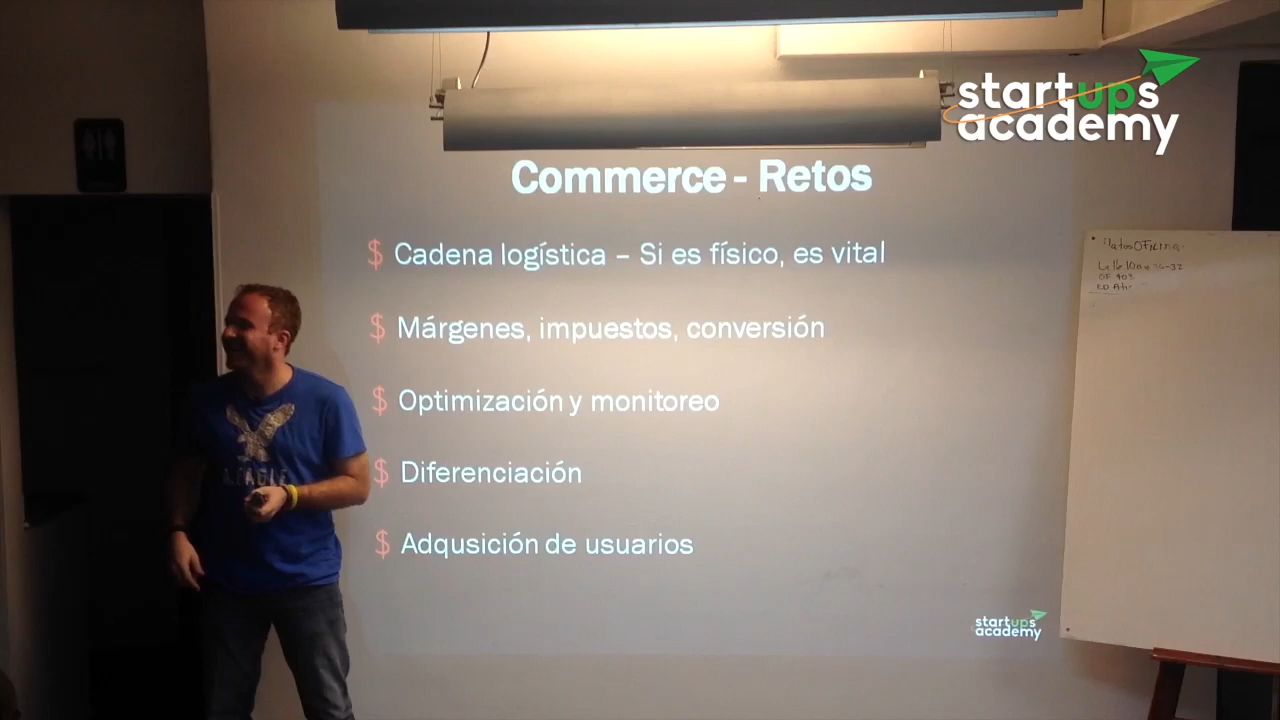 startups
academy
Commerce - Retos
$ Cadena logística – Si es físico, es vital
$ Márgenes, impuestos, conversión
$ Optimización y monitoreo
$ Diferenciación
$ Adqusición de usuarios
startups
academy